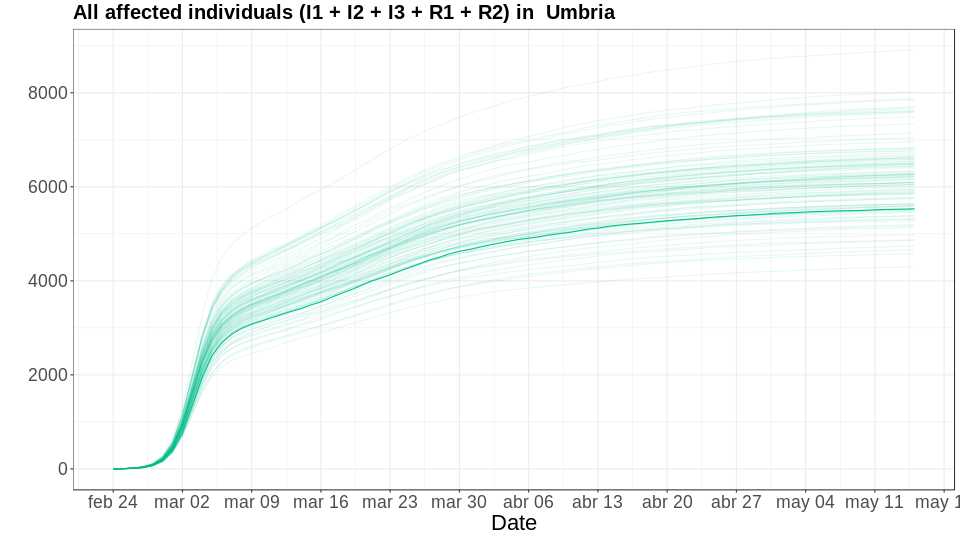 All affected individuals (I1 + I2 + I3 + R1 + R2) in  Umbria
8000
6000
4000
2000
0
feb 24 mar 02 mar 09 mar 16 mar 23 mar 30 abr 06 abr 13 abr 20 abr 27 may 04 may 11 may 1
Date